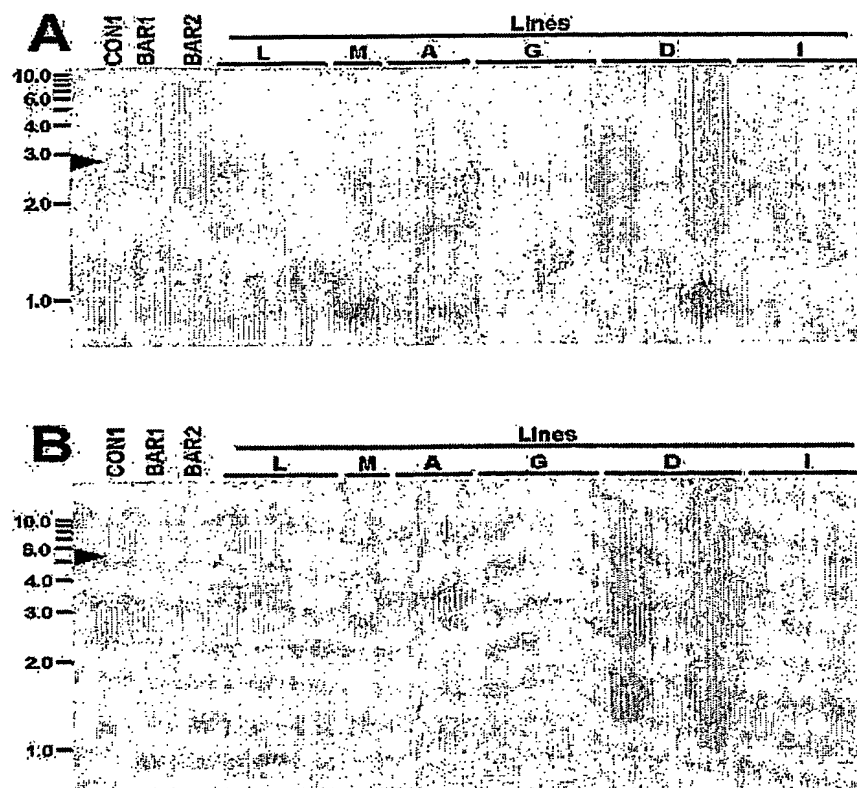 A
CON1 BAR1 BAR2
Lines
L M A G D I
10.0
6.0
4.0
3.0
2.0
1.0
B
CON1 BAR1 BAR2
Lines
L M A G D I
10.0
6.0
4.0
3.0
2.0
1.0